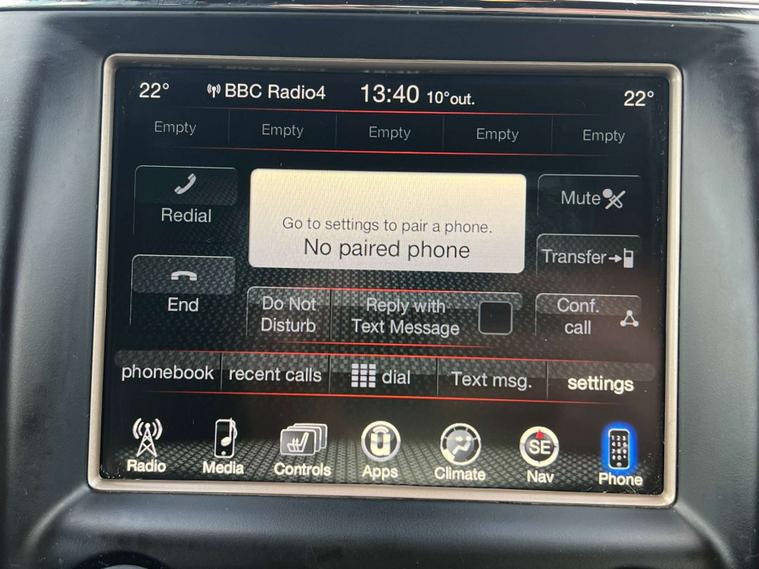 22° BBC Radio4 13:40 10°out. 22°
Empty Empty Empty Empty Empty
Redial
Go to settings to pair a phone.
No paired phone
Mute
Transfer
End
Do Not
Disturb
Reply with
Text Message
Conf.
call
phonebook recent calls dial Text msg. settings
Radio Media Controls Apps Climate SE Nav Phone